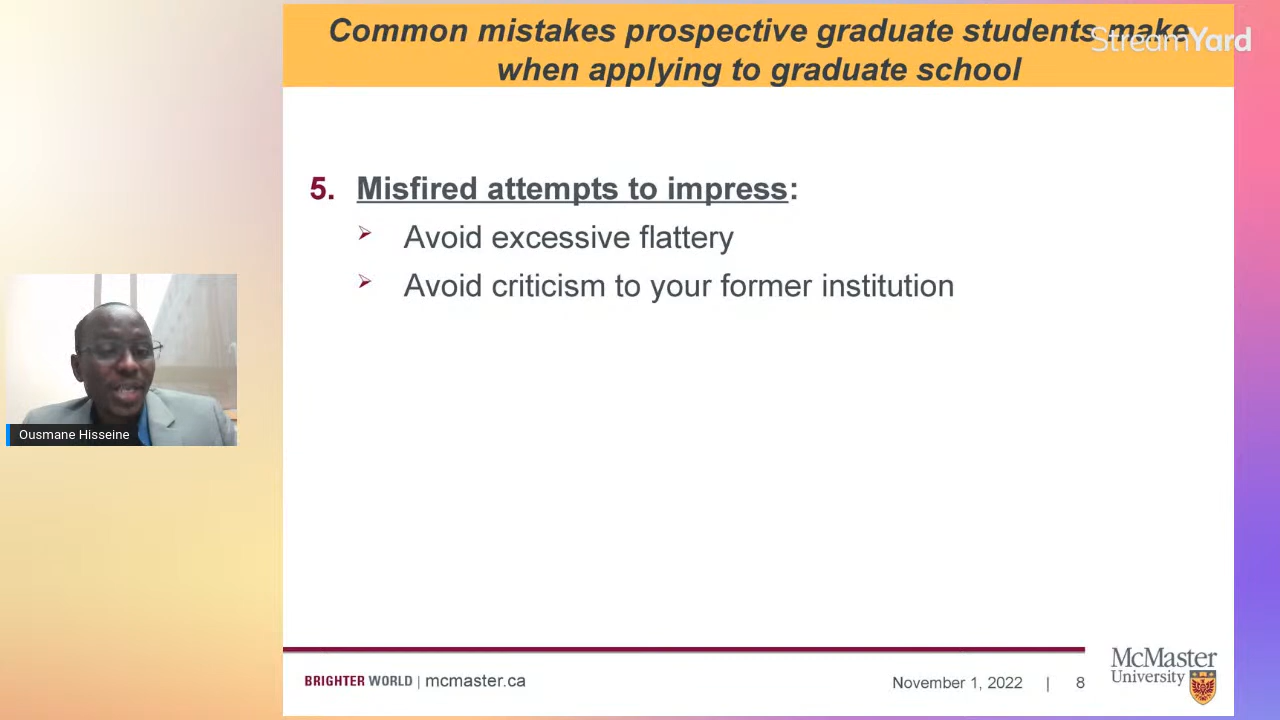 Common mistakes prospective graduate students make
when applying to graduate school
StreamYard
5. Misfired attempts to impress:
Avoid excessive flattery
Avoid criticism to your former institution
Ousmane Hisseine
BRIGHTER WORLD | mcmaster.ca
November 1, 2022 | 8
McMaster
University